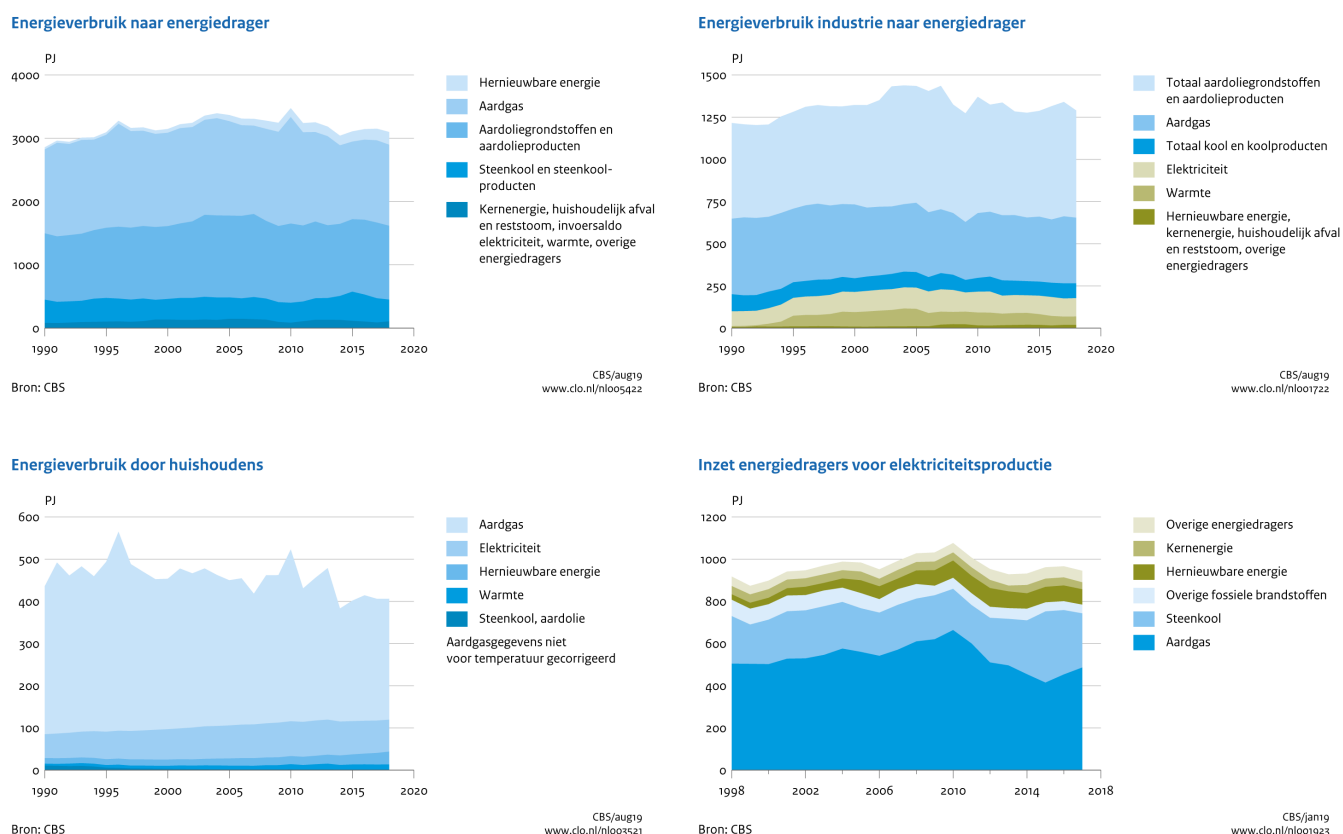 Energieverbruik naar energiedrager
PJ
4000
3000
2000
1000
0
1990 1995 2000 2005 2010 2015 2020
Hernieuwbare energie
Aardgas
Aardoliegrondstoffen en
aardolieproducten
Steenkool en steenkool-
producten
Kernenergie, huishoudelijk afval
en reststoom, invoersaldo
elektriciteit, warmte, overige
energiedragers
Bron: CBS
CBS/aug19
www.clo.nl/nl005422
Energieverbruik industrie naar energiedrager
PJ
1500
1250
1000
750
500
250
0
1990 1995 2000 2005 2010 2015 2020
Totaal aardoliegrondstoffen
en aardolieproducten
Aardgas
Totaal kool en koolproducten
Elektriciteit
Warmte
Hernieuwbare energie,
kernenergie, huishoudelijk afval
en reststoom, overige
energiedragers
Bron: CBS
CBS/aug19
www.clo.nl/nl001722
Energieverbruik door huishoudens
PJ
600
500
400
300
200
100
0
1990 1995 2000 2005 2010 2015 2020
Aardgas
Elektriciteit
Hernieuwbare energie
Warmte
Steenkool, aardolie
Aardgasgegevens niet
voor temperatuur gecorrigeerd
Bron: CBS
CBS/aug19
www.clo.nl/nl003521
Inzet energiedragers voor elektriciteitsproductie
PJ
1200
1000
800
600
400
200
0
1998 2002 2006 2010 2014 2018
Overige energiedragers
Kernenergie
Hernieuwbare energie
Overige fossiele brandstoffen
Steenkool
Aardgas
Bron: CBS
CBS/jan19
www.clo.nl/nl001923